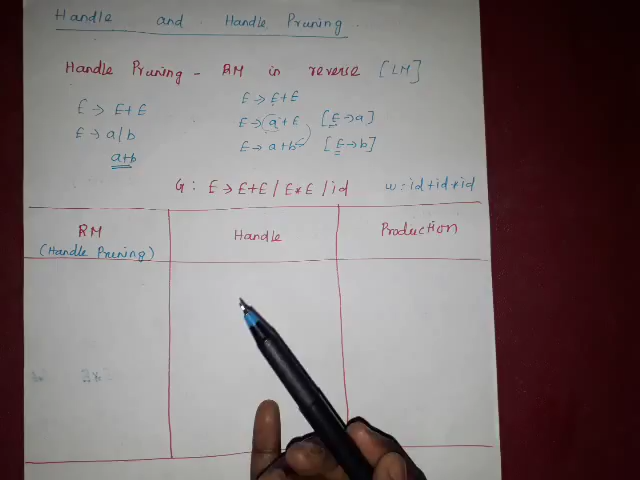 Handle and Handle Pruning
Handle Pruning - RM in reverse [LM]
E → E+E
E → a/b
a+b
E → E+E
E → a+E [E→a]
E → a+b [E→b]
G: E → E+E / E*E / id w: id+id*id
RM (Handle Pruning)
Handle
Production